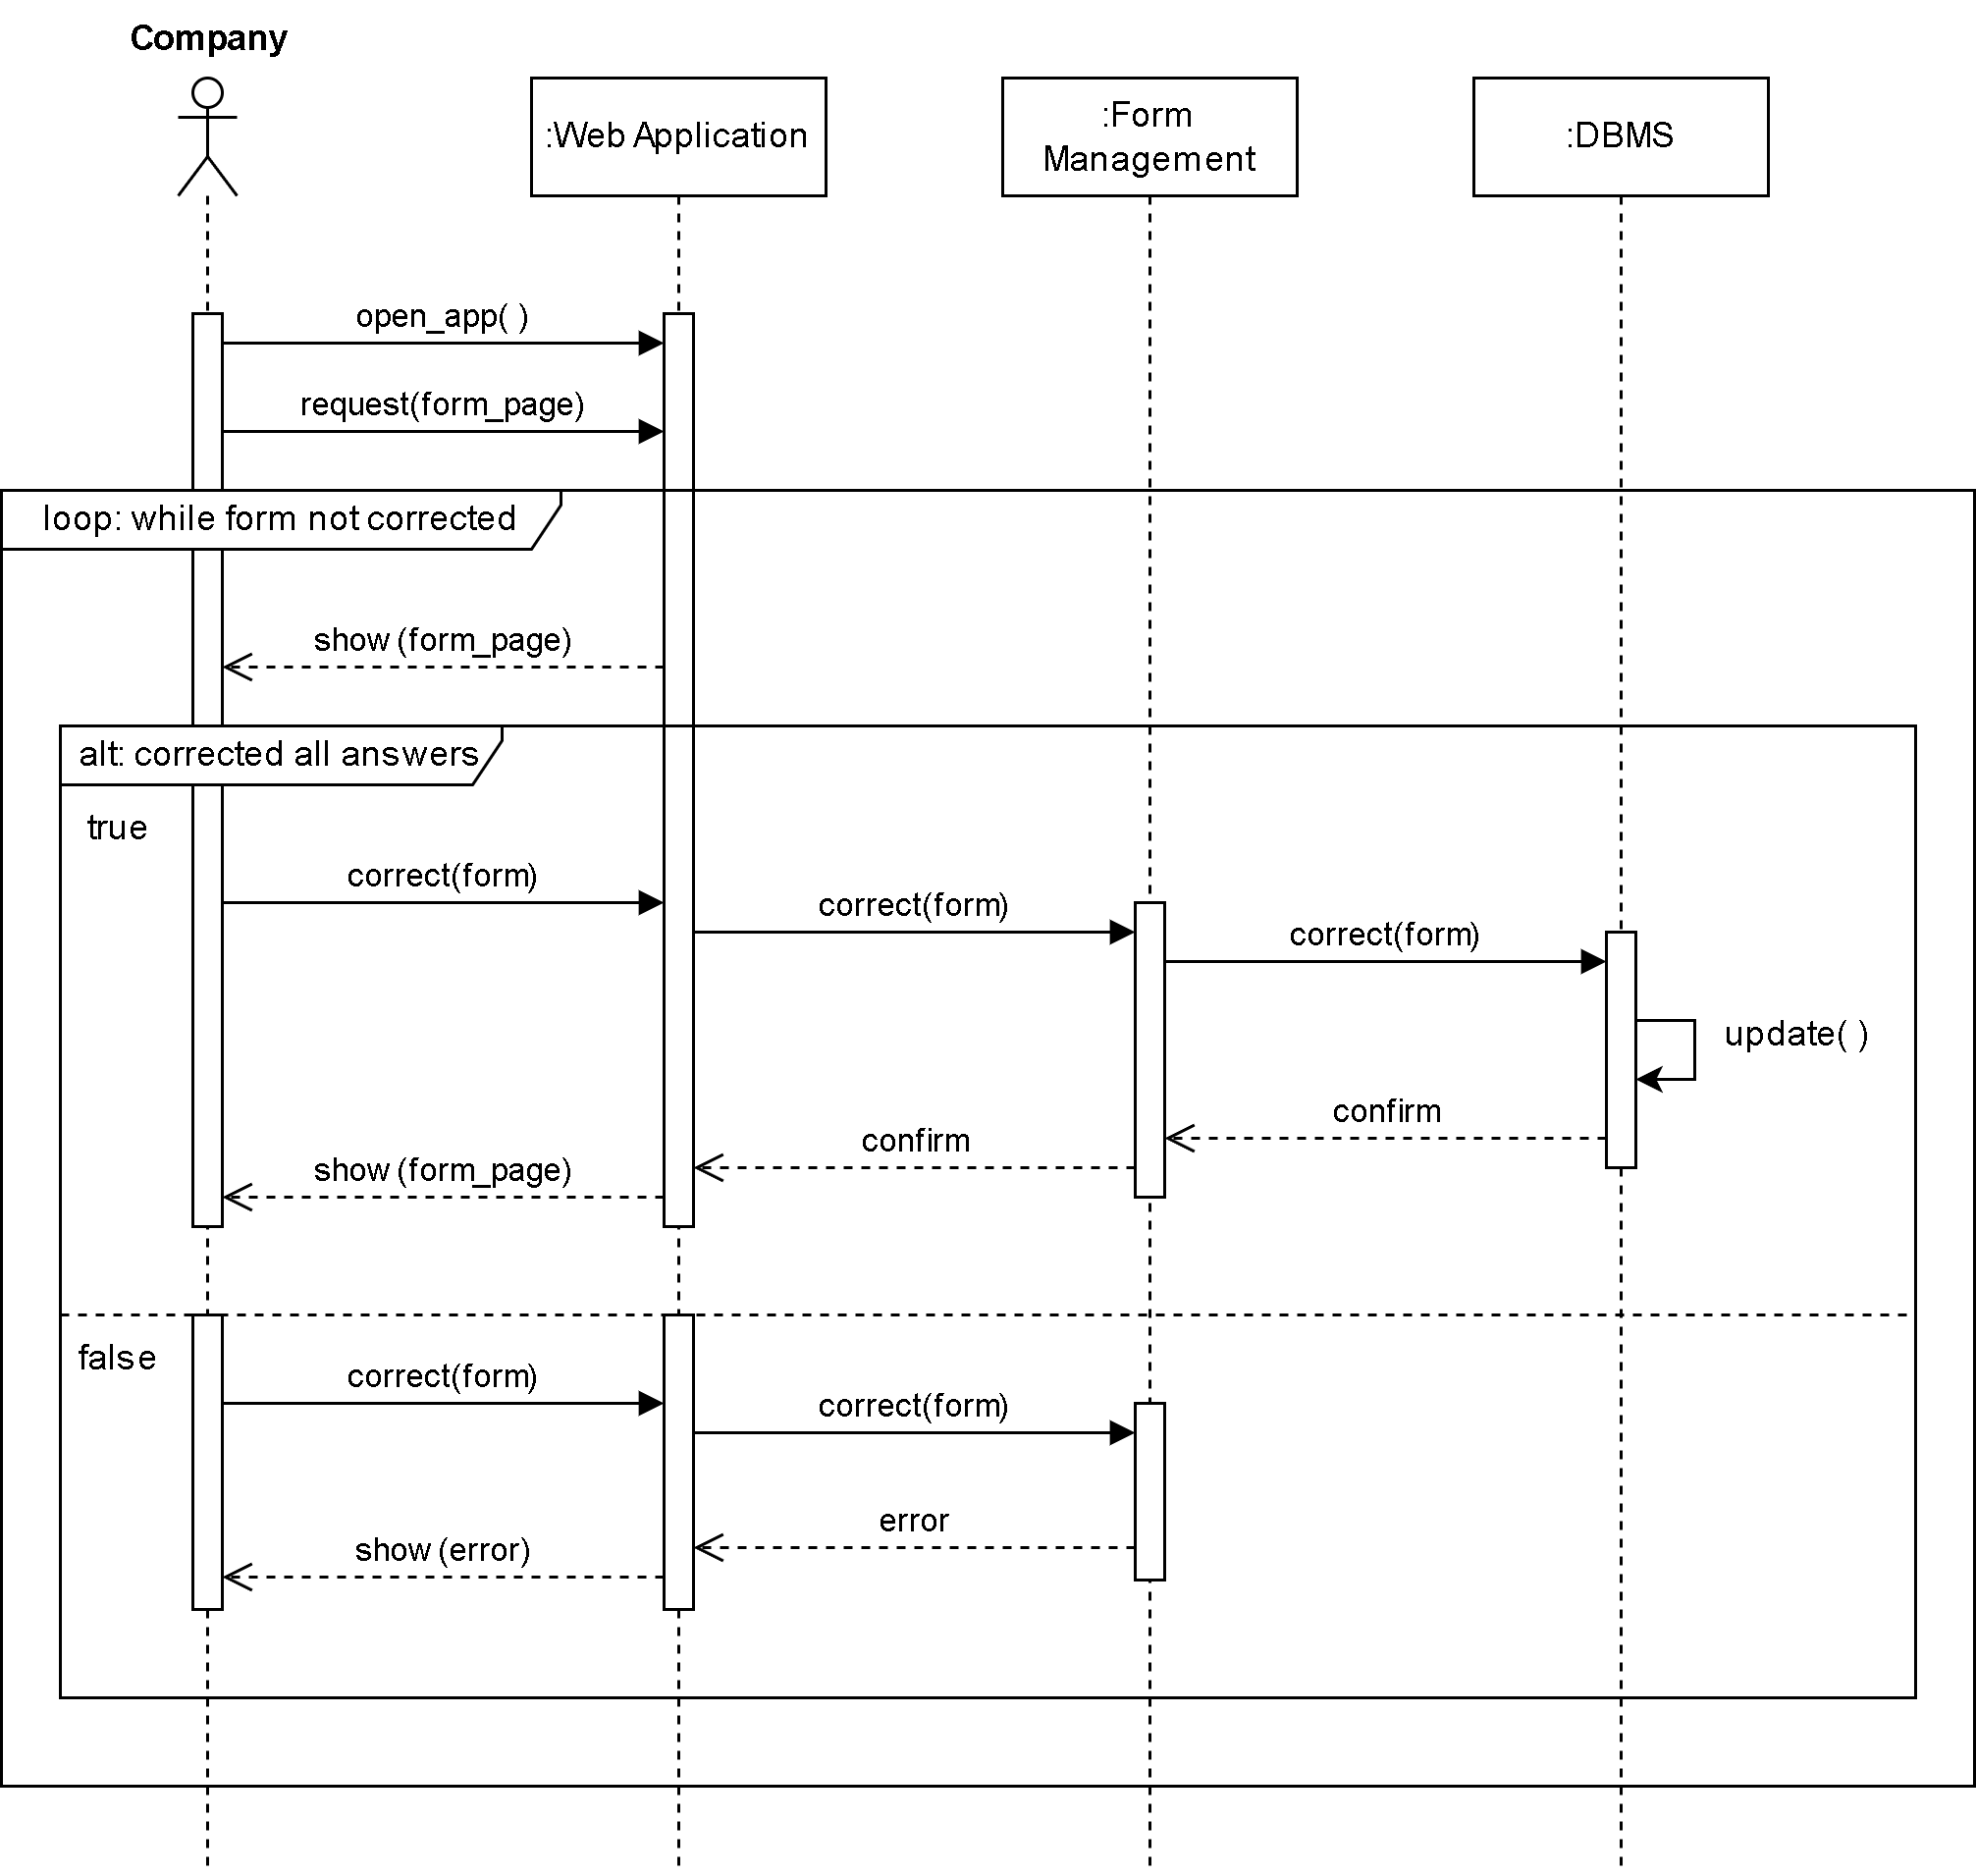 Company
:Web Application
:Form
Management
:DBMS
open_app( )
request(form_page)
loop: while form not corrected
show (form_page)
alt: corrected all answers
true
correct(form)
correct(form)
correct(form)
update( )
confirm
confirm
show (form_page)
false
correct(form)
correct(form)
error
show (error)